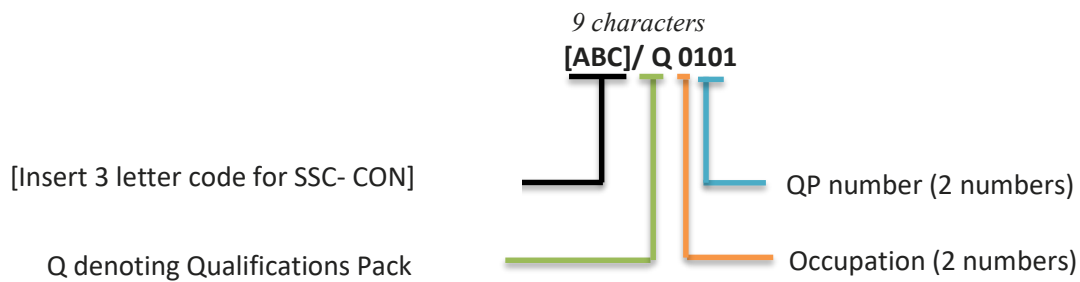 9 characters
[ABC]/ Q 0101
[Insert 3 letter code for SSC- CON]
QP number (2 numbers)
Q denoting Qualifications Pack
Occupation (2 numbers)